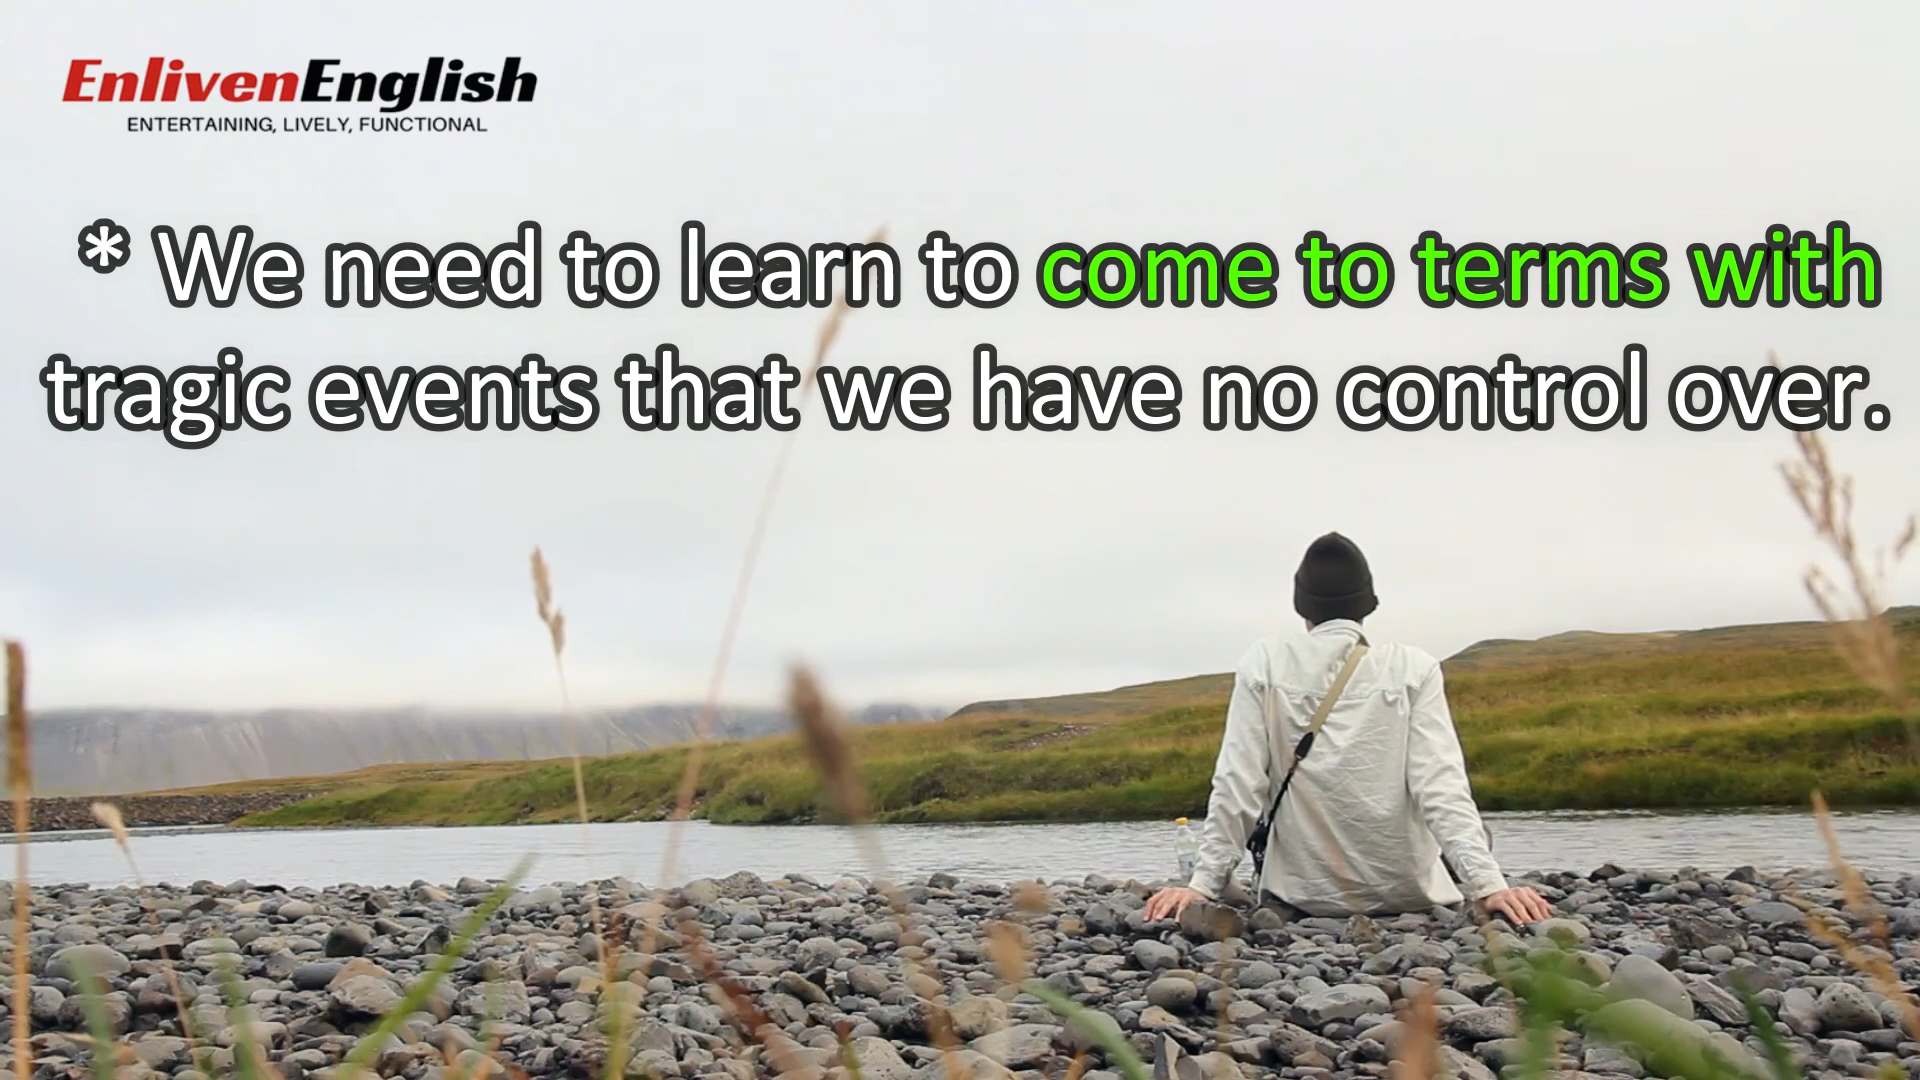 EnlivenEnglish
ENTERTAINING, LIVELY, FUNCTIONAL
* We need to learn to come to terms with
tragic events that we have no control over.